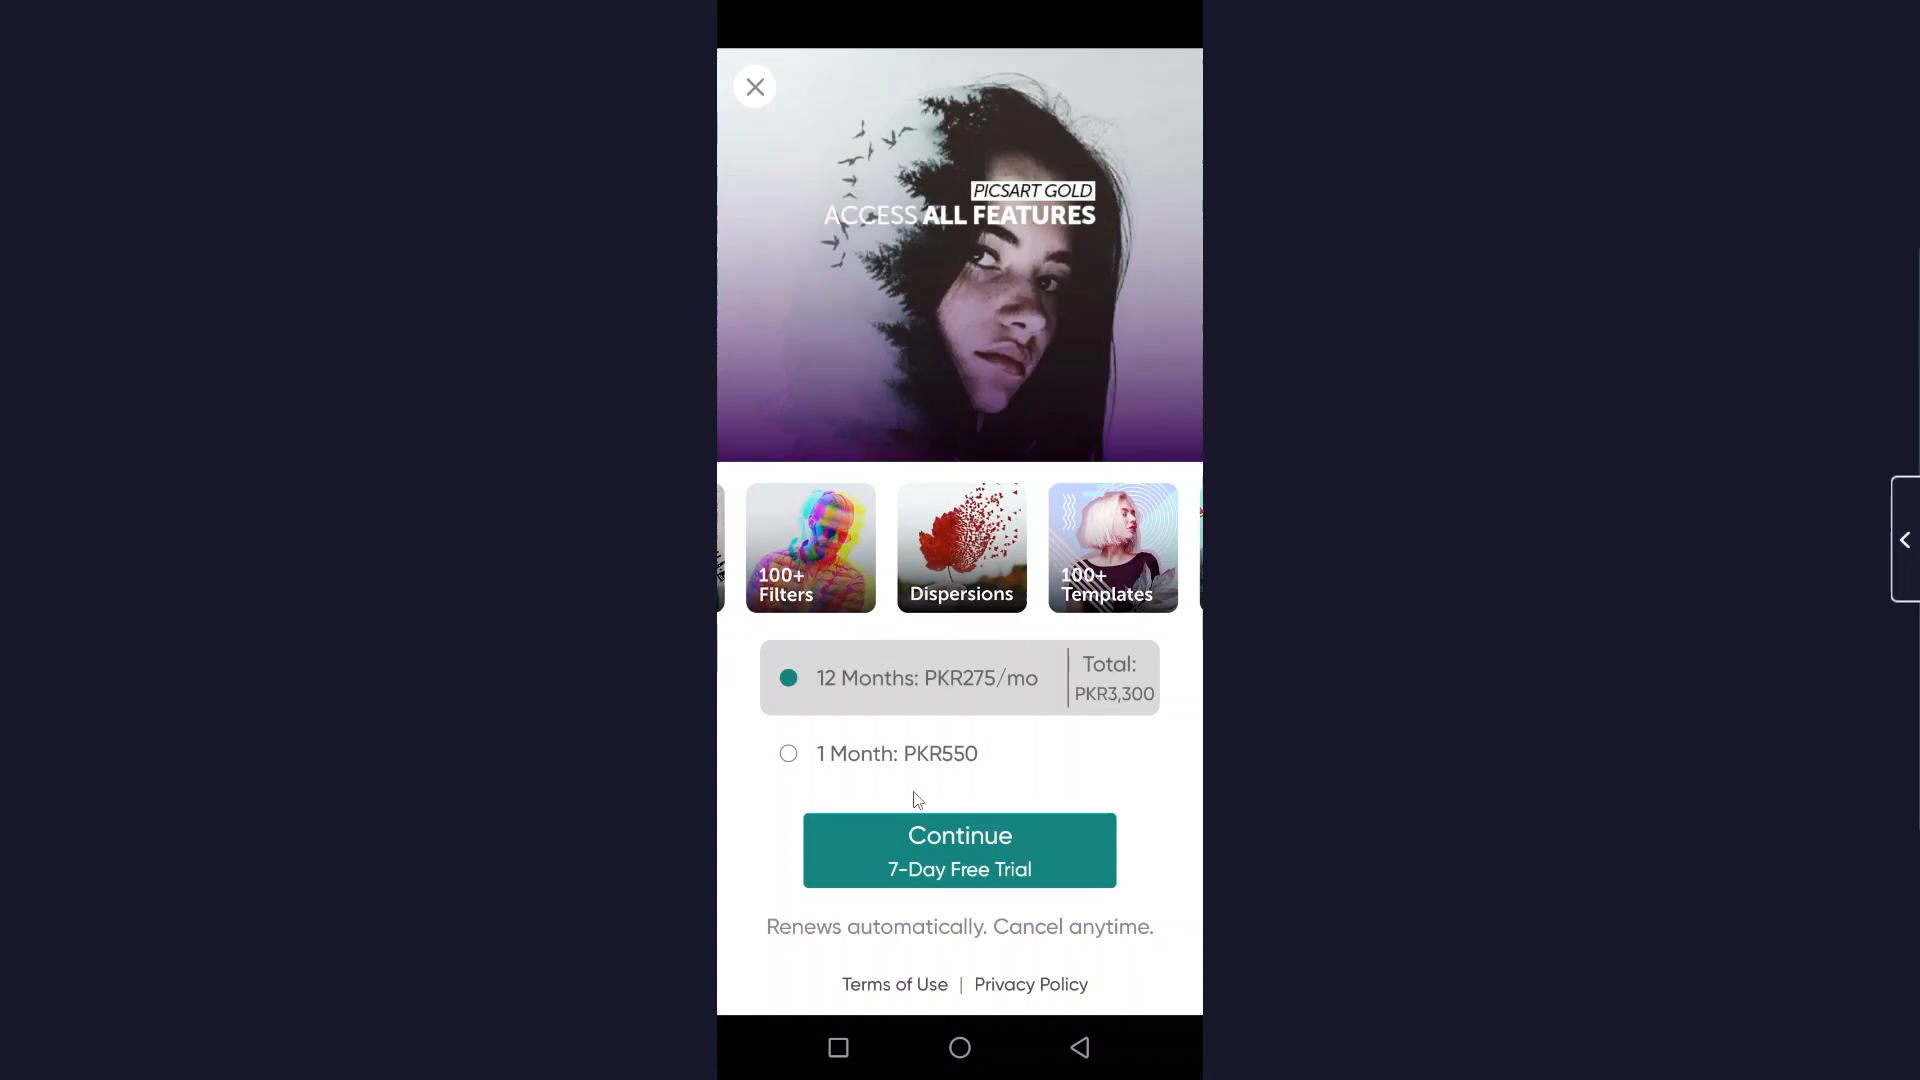 PICSART GOLD
ACCESS ALL FEATURES
100+
Filters
Dispersions
100+
Templates
12 Months: PKR275/mo
Total:
PKR3,300
1 Month: PKR550
Continue
7-Day Free Trial
Renews automatically. Cancel anytime.
Terms of Use | Privacy Policy